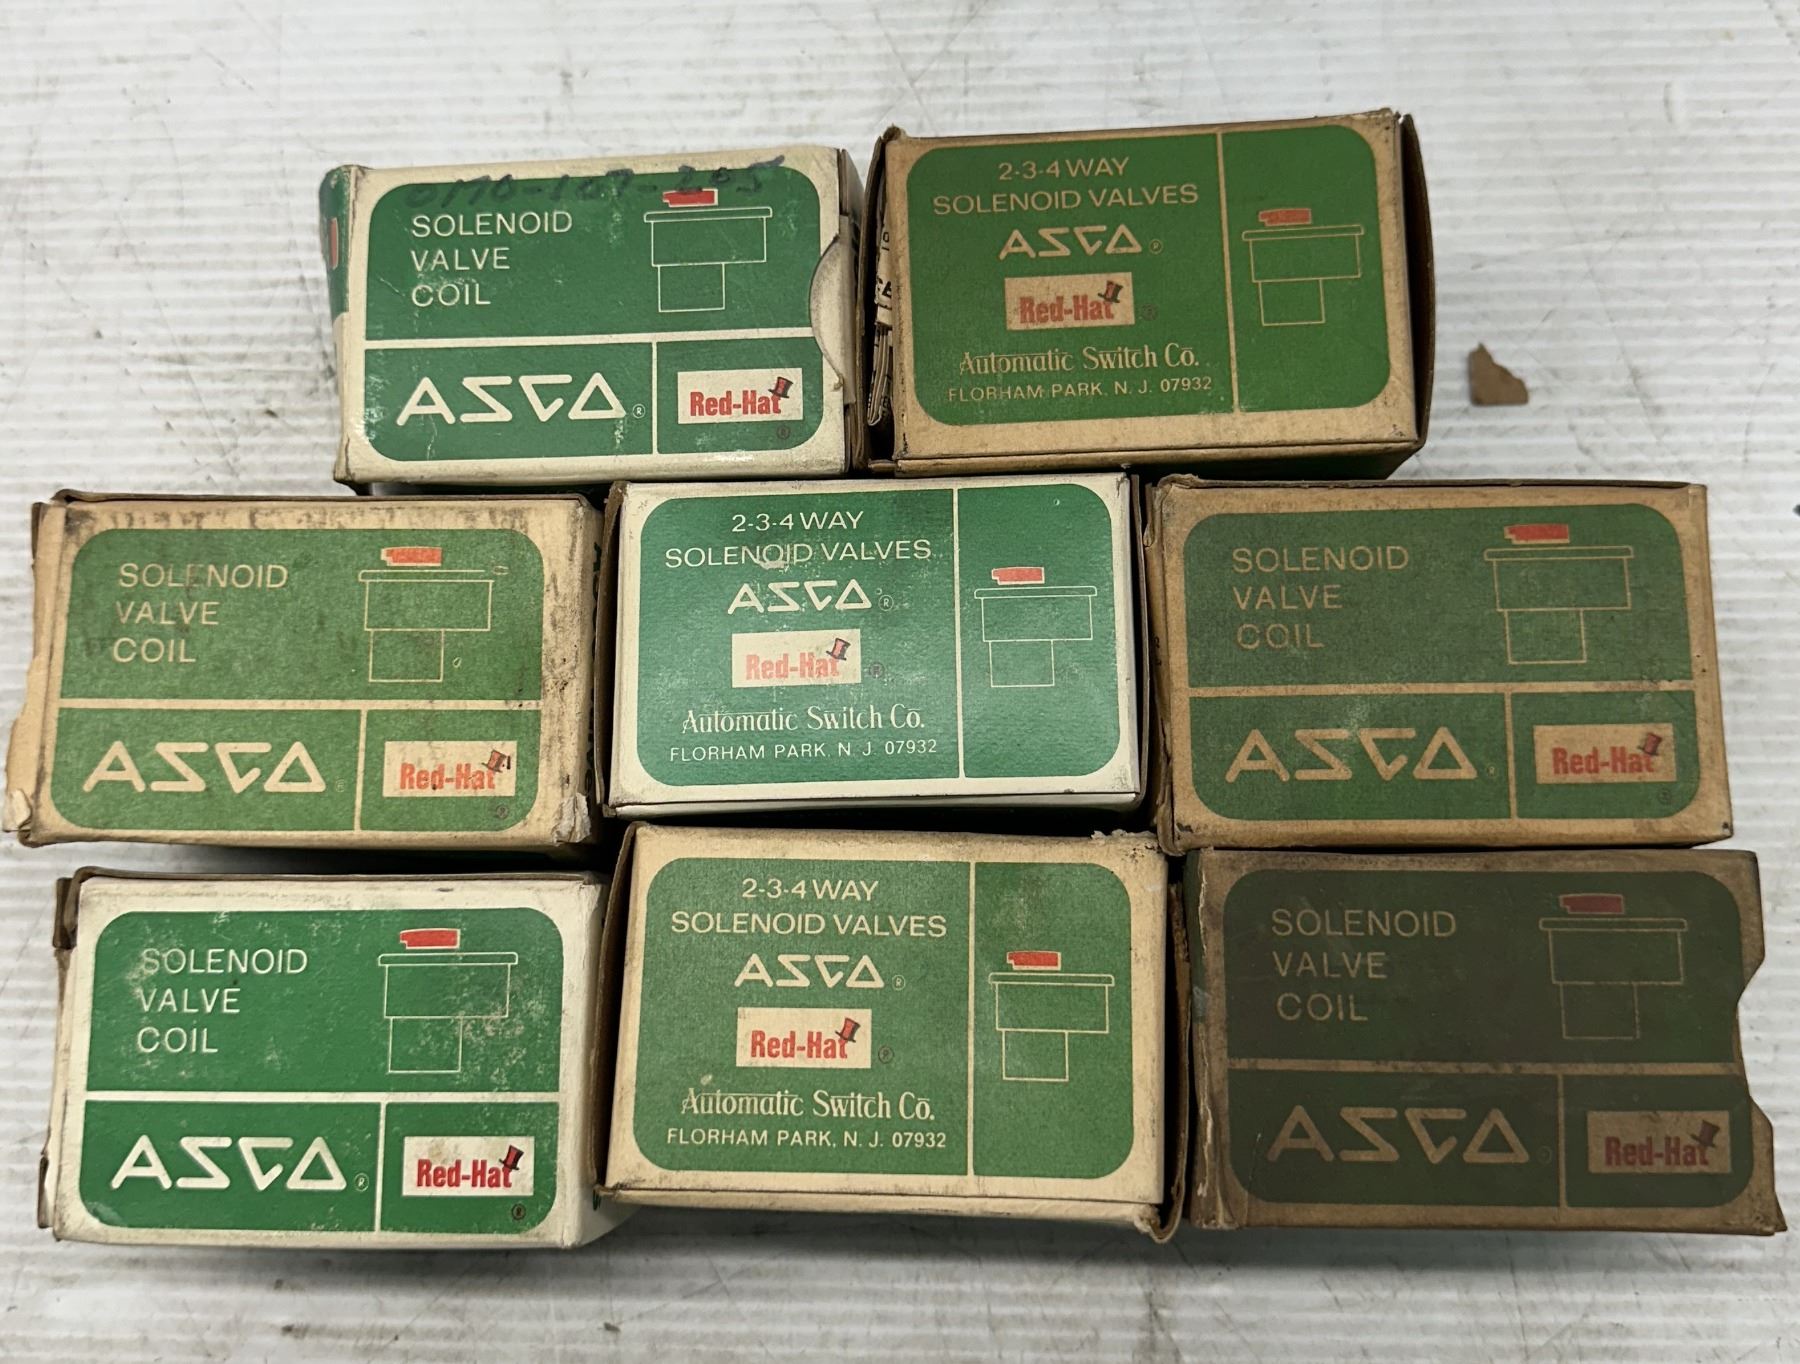 0170-107-205
SOLENOID
VALVE
COIL
ASCO ®
Red-Hat ®
2-3-4 WAY
SOLENOID VALVES
ASCO ®
Red-Hat ®
Automatic Switch Co.
FLORHAM PARK, N. J. 07932
SOLENOID
VALVE
COIL
ASCO ®
Red-Hat ®
2-3-4 WAY
SOLENOID VALVES
ASCO ®
Red-Hat ®
Automatic Switch Co.
FLORHAM PARK, N. J. 07932
SOLENOID
VALVE
COIL
ASCO ®
Red-Hat ®
SOLENOID
VALVE
COIL
ASCO ®
Red-Hat ®
2-3-4 WAY
SOLENOID VALVES
ASCO ®
Red-Hat ®
Automatic Switch Co.
FLORHAM PARK, N. J. 07932
SOLENOID
VALVE
COIL
ASCO ®
Red-Hat